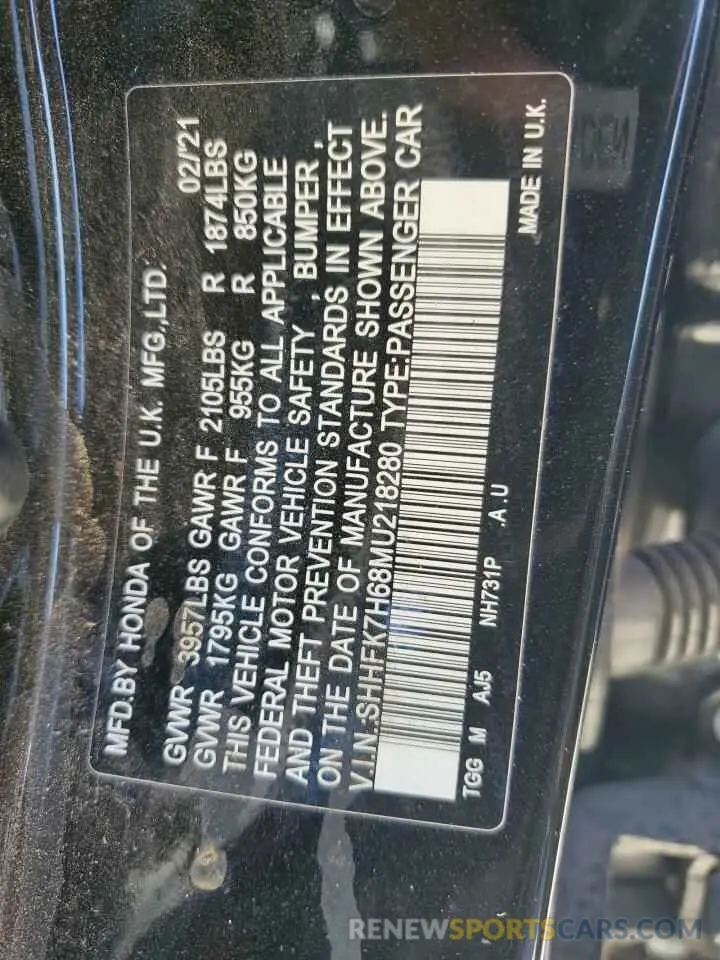 MFD.BY HONDA OF THE U.K. MFG.,LTD. 02/21
GVWR 3957LBS GAWR F 2105LBS R 1874LBS
GVWR 1795KG GAWR F 955KG R 850KG
THIS VEHICLE CONFORMS TO ALL APPLICABLE
FEDERAL MOTOR VEHICLE SAFETY , BUMPER ,
AND THEFT PREVENTION STANDARDS IN EFFECT
ON THE DATE OF MANUFACTURE SHOWN ABOVE.
V.I.N.SHHFK7H68MU218280 TYPE:PASSENGER CAR
TGG M AJ5 NH731P .A.U
MADE IN U.K.
RENEWSPORTSCARS.COM